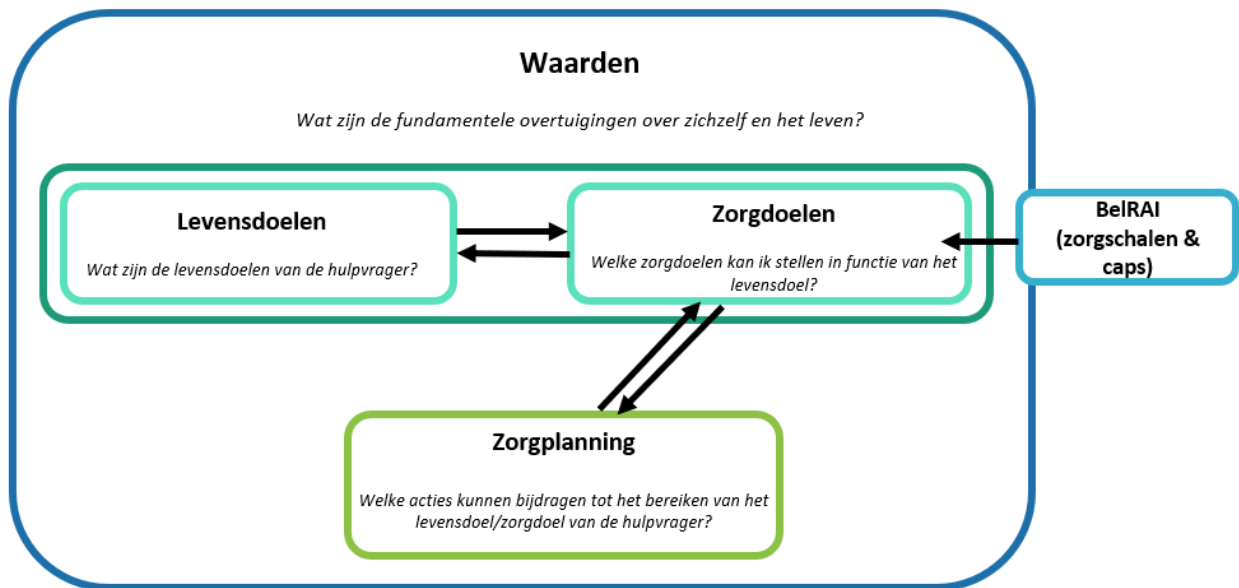 Waarden
Wat zijn de fundamentele overtuigingen over zichzelf en het leven?
Levensdoelen
Wat zijn de levensdoelen van de hulpvrager?
Zorgdoelen
Welke zorgdoelen kan ik stellen in functie van het
levensdoel?
BelRAI
(zorgschalen &
caps)
Zorgplanning
Welke acties kunnen bijdragen tot het bereiken van het
levensdoel/zorgdoel van de hulpvrager?